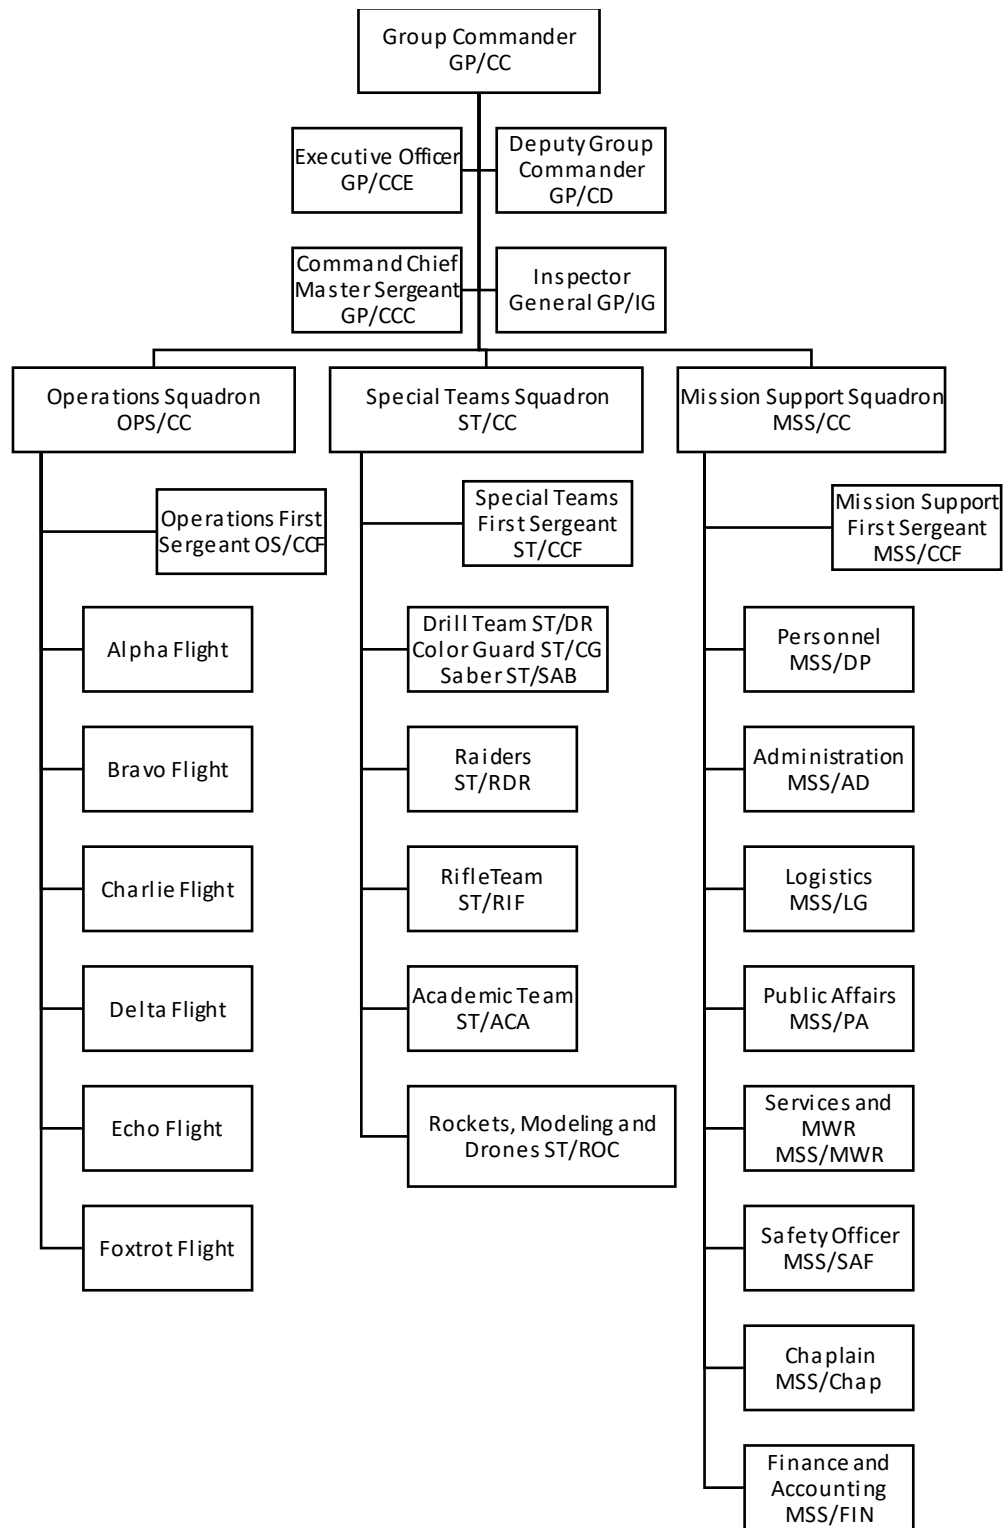 Group Commander
GP/CC
Executive Officer
GP/CCE
Deputy Group
Commander
GP/CD
Command Chief
Master Sergeant
GP/CCC
Inspector
General GP/IG
Operations Squadron
OPS/CC
Special Teams Squadron
ST/CC
Mission Support Squadron
MSS/CC
Operations First
Sergeant OS/CCF
Special Teams
First Sergeant
ST/CCF
Mission Support
First Sergeant
MSS/CCF
Alpha Flight
Drill Team ST/DR
Color Guard ST/CG
Saber ST/SAB
Personnel
MSS/DP
Bravo Flight
Raiders
ST/RDR
Administration
MSS/AD
Charlie Flight
Rifle Team
ST/RIF
Logistics
MSS/LG
Delta Flight
Academic Team
ST/ACA
Public Affairs
MSS/PA
Echo Flight
Rockets, Modeling and
Drones ST/ROC
Services and
MWR
MSS/MWR
Foxtrot Flight
Safety Officer
MSS/SAF
Chaplain
MSS/Chap
Finance and
Accounting
MSS/FIN